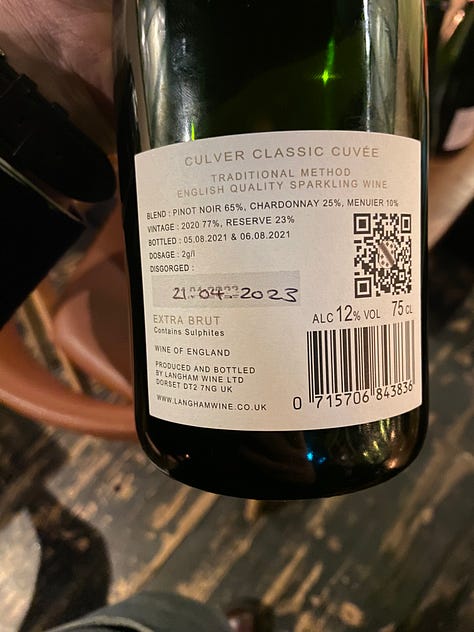 CULVER CLASSIC CUVÉE
TRADITIONAL METHOD
ENGLISH QUALITY SPARKLING WINE
BLEND : PINOT NOIR 65%, CHARDONNAY 25%, MENUIER 10%
VINTAGE : 2020 77%, RESERVE 23%
BOTTLED : 05.08.2021 & 06.08.2021
DOSAGE : 2g/l
DISGORGED :
21.04.2023
EXTRA BRUT
Contains Sulphites
ALC 12% VOL 75 CL
WINE OF ENGLAND
PRODUCED AND BOTTLED
BY LANGHAM WINE LTD
DORSET DT2 7NG UK
WWW.LANGHAMWINE.CO.UK
0 715706 843836